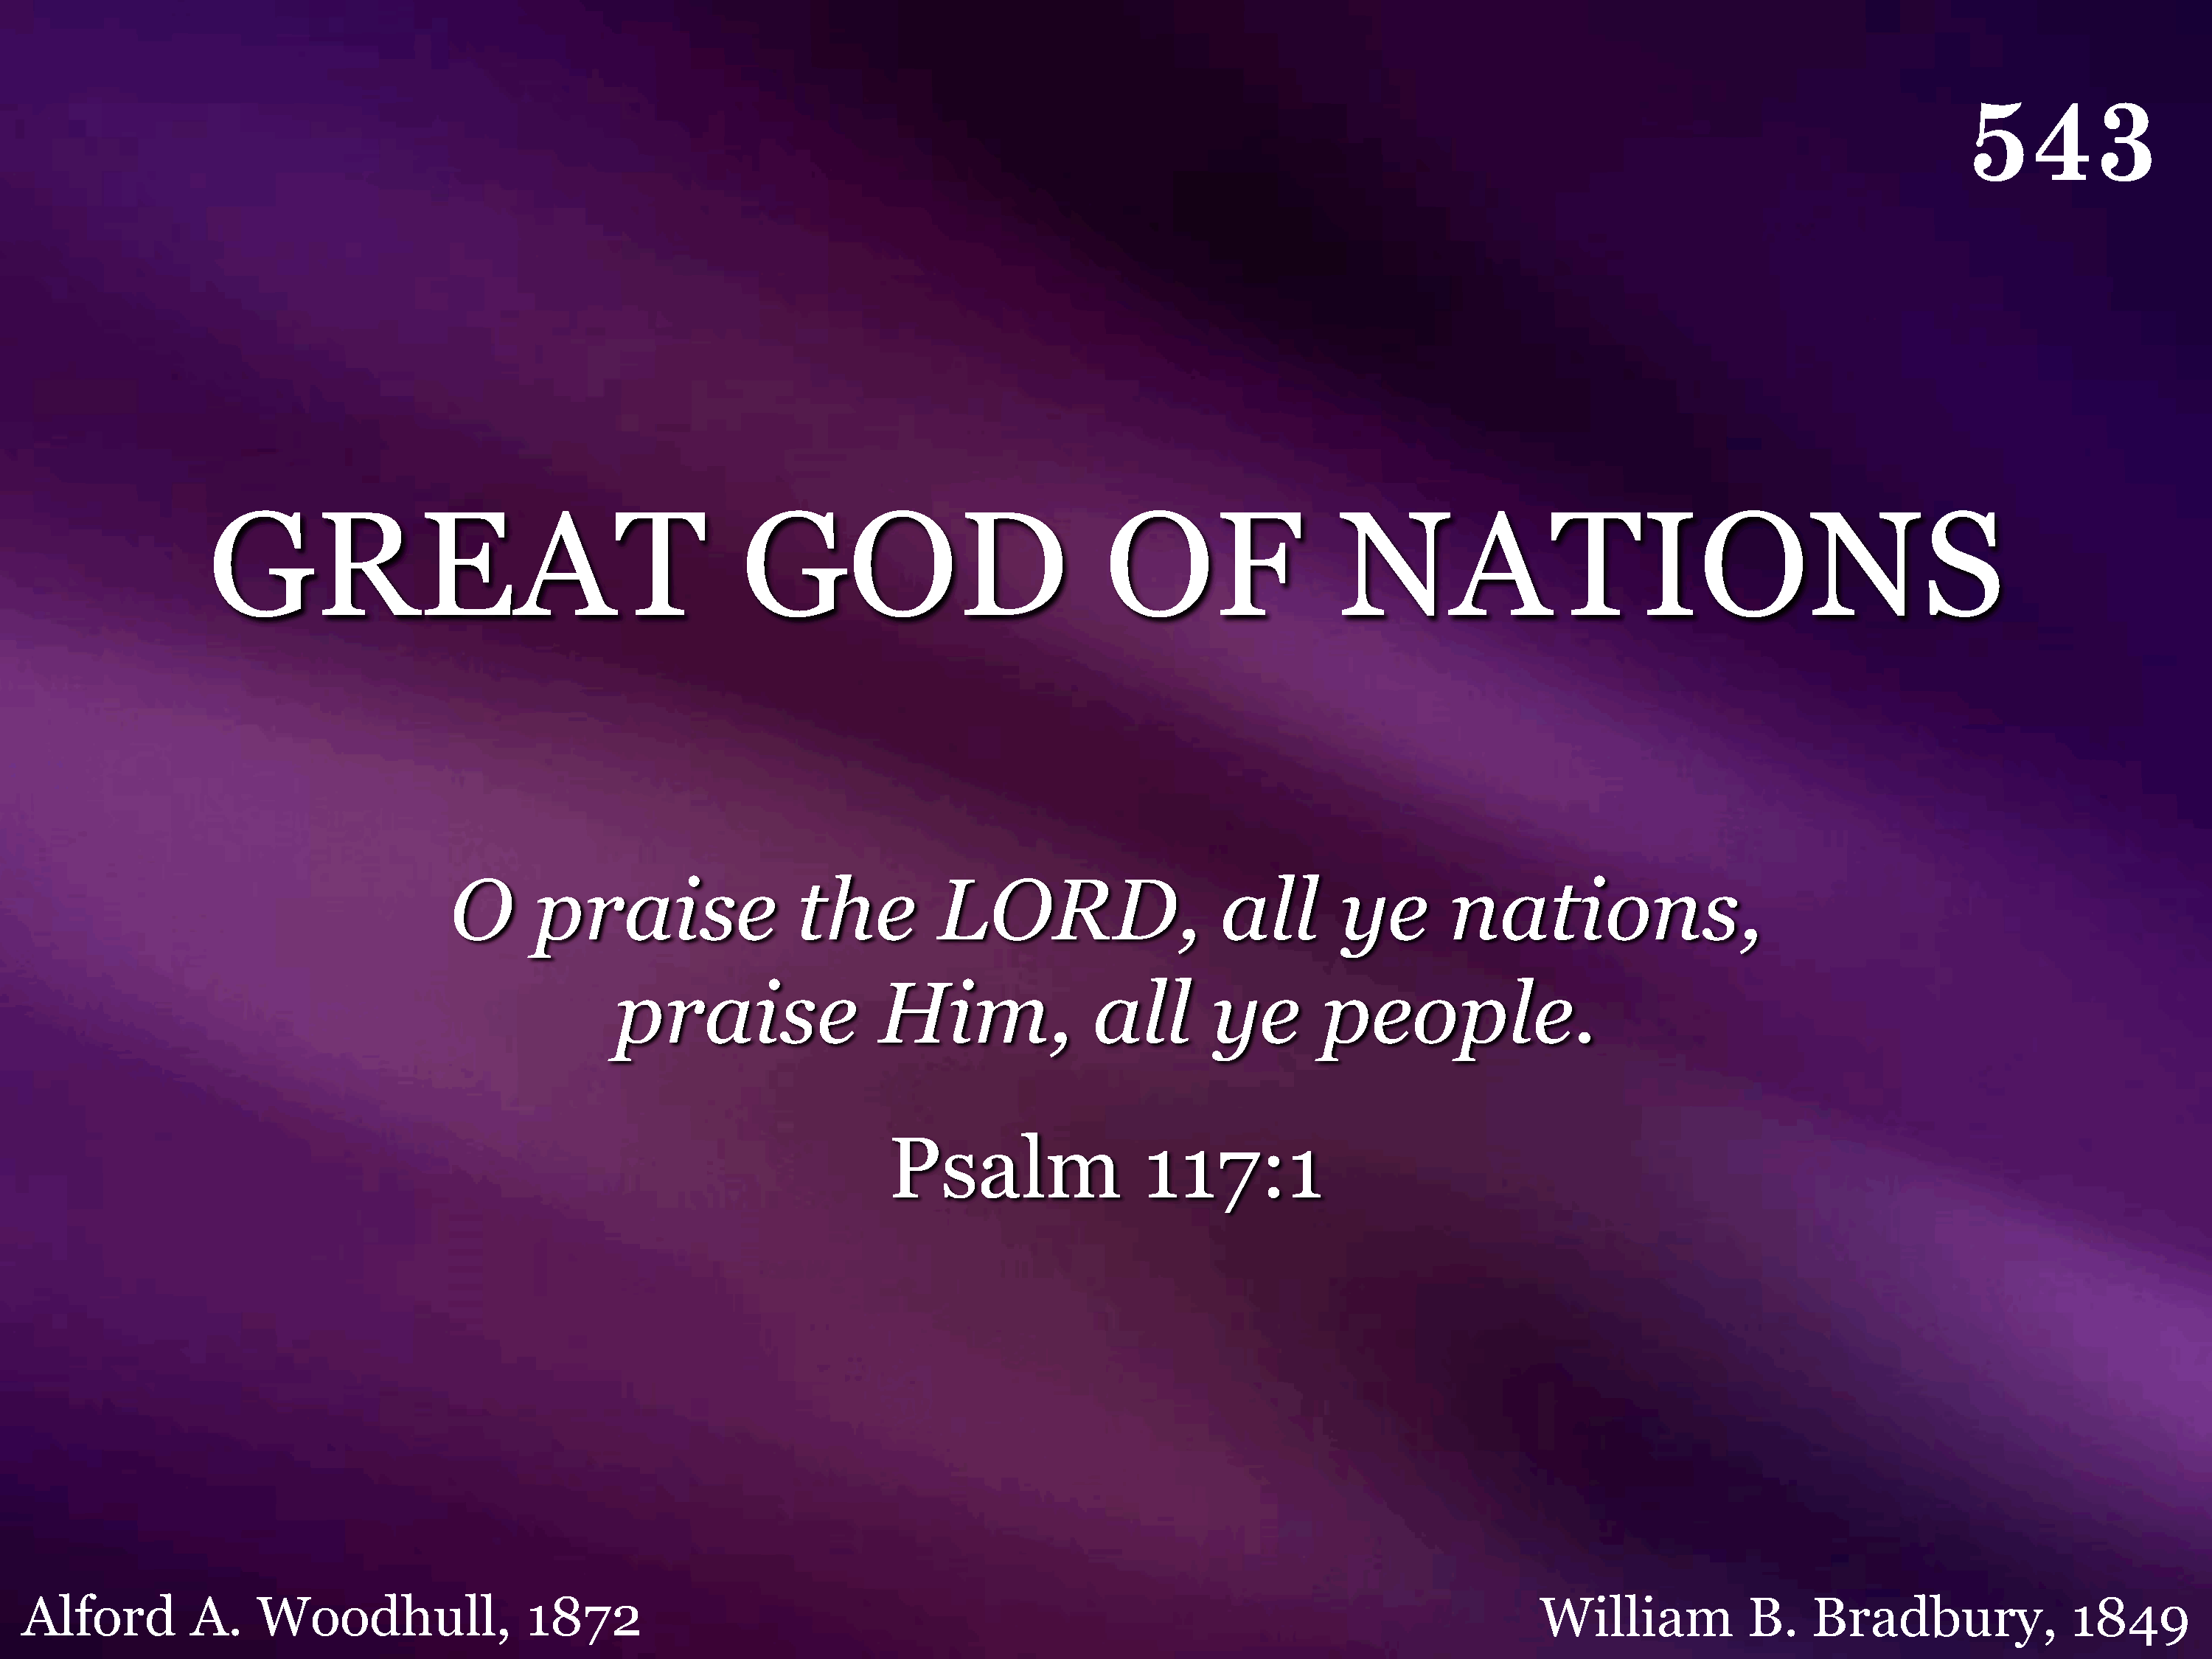 543
GREAT GOD OF NATIONS
O praise the LORD, all ye nations,
praise Him, all ye people.
Psalm 117:1
Alford A. Woodhull, 1872
William B. Bradbury, 1849